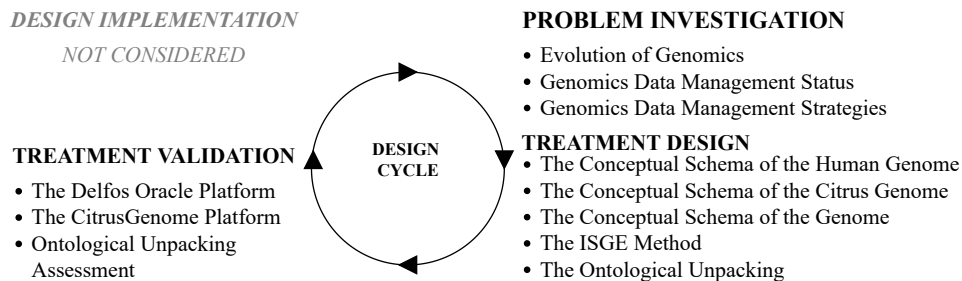 DESIGN IMPLEMENTATION
NOT CONSIDERED
PROBLEM INVESTIGATION
• Evolution of Genomics
• Genomics Data Management Status
• Genomics Data Management Strategies
DESIGN
CYCLE
TREATMENT DESIGN
• The Conceptual Schema of the Human Genome
• The Conceptual Schema of the Citrus Genome
• The Conceptual Schema of the Genome
• The ISGE Method
• The Ontological Unpacking
TREATMENT VALIDATION
• The Delfos Oracle Platform
• The CitrusGenome Platform
• Ontological Unpacking
Assessment